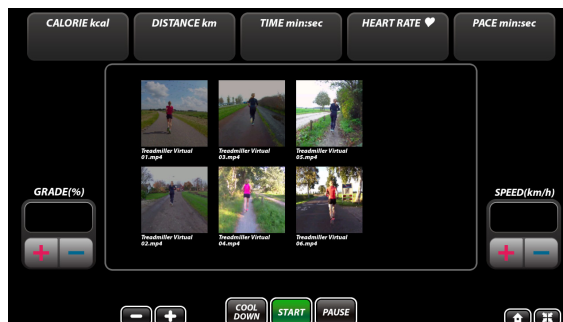 CALORIE kcal
DISTANCE km
TIME min:sec
HEART RATE
PACE min:sec
Treadmiller Virtual
01.mp4
Treadmiller Virtual
03.mp4
Treadmiller Virtual
05.mp4
Treadmiller Virtual
02.mp4
Treadmiller Virtual
04.mp4
Treadmiller Virtual
06.mp4
GRADE(%)
SPEED(km/h)
+ −
+ −
− +
COOL
DOWN
START
PAUSE